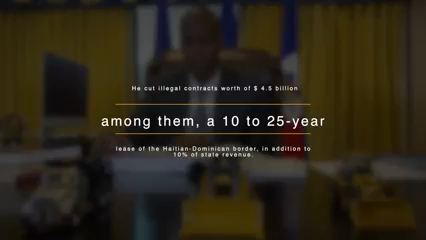 He cut illegal contracts worth of $ 4.5 billion
among them, a 10 to 25-year
lease of the Haitian-Dominican border, in addition to
10% of state revenue.